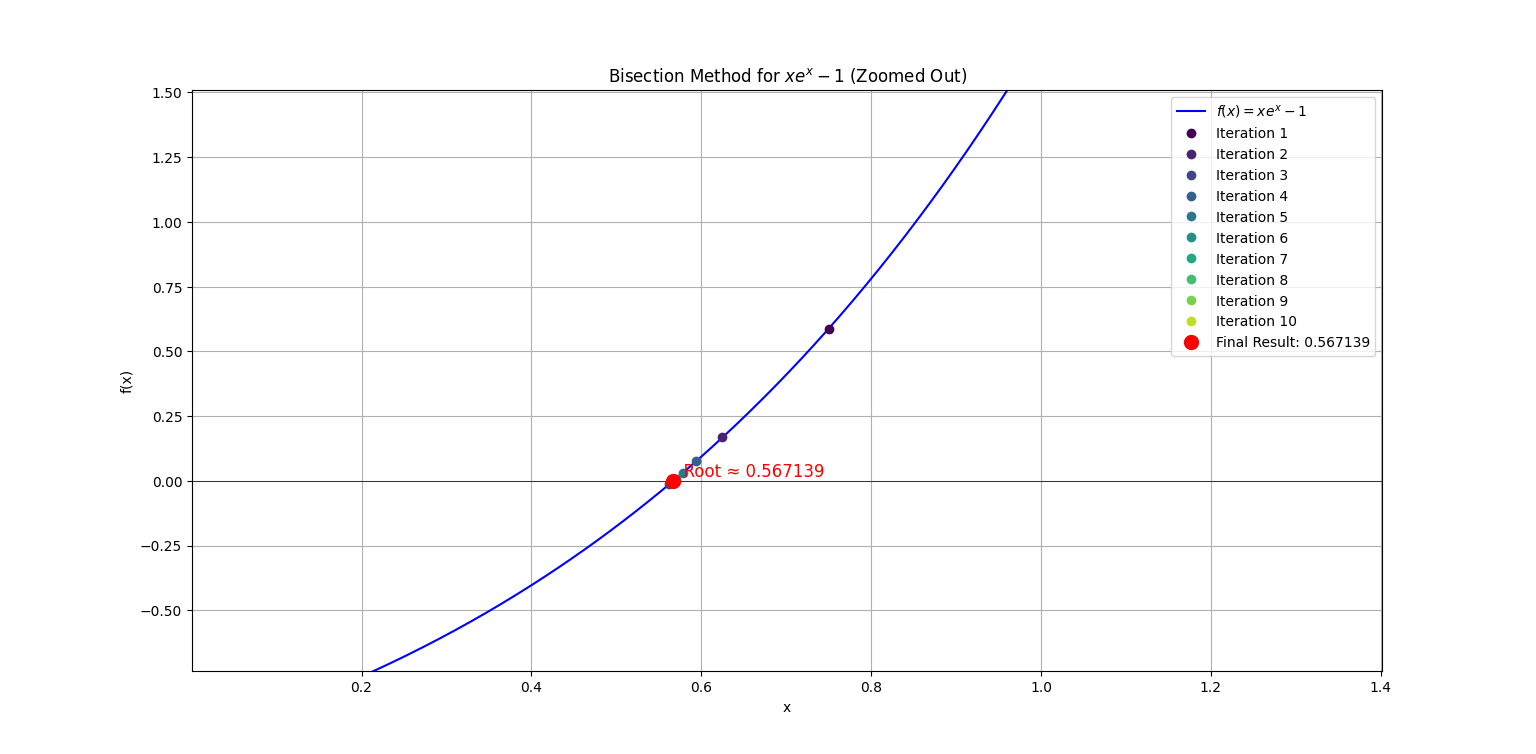 Bisection Method for xeˣ − 1 (Zoomed Out)
1.50
1.25
1.00
0.75
0.50
0.25
0.00
−0.25
−0.50
f(x)
f(x) = xeˣ − 1
Iteration 1
Iteration 2
Iteration 3
Iteration 4
Iteration 5
Iteration 6
Iteration 7
Iteration 8
Iteration 9
Iteration 10
Final Result: 0.567139
Root ≈ 0.567139
0.2 0.4 0.6 0.8 1.0 1.2 1.4
x